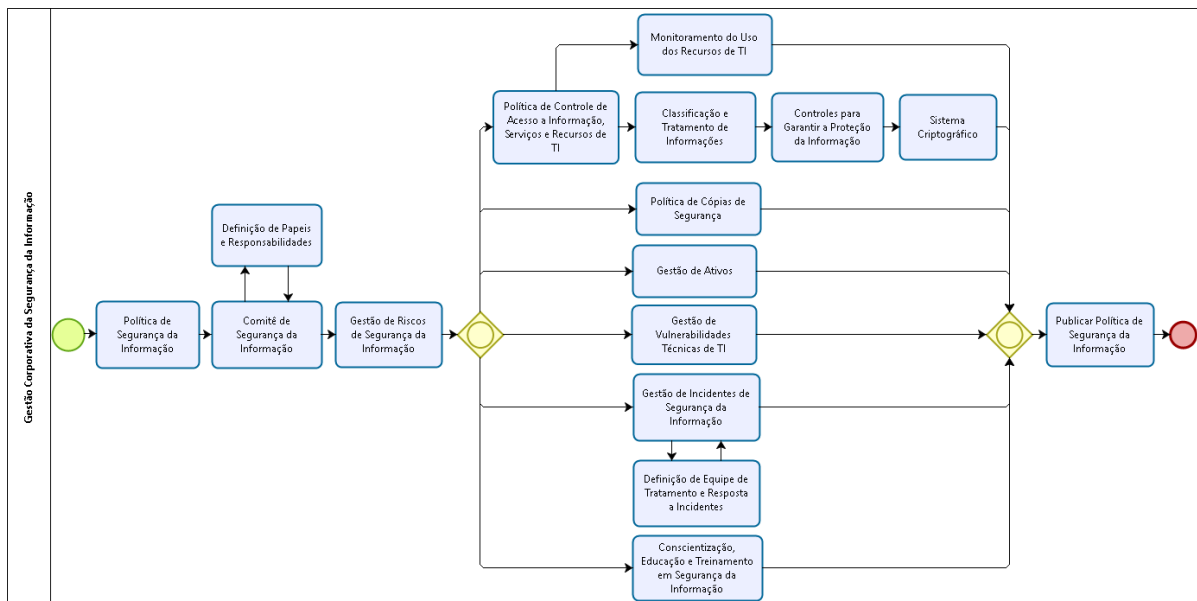 Gestão Corporativa da Segurança da Informação
Monitoramento do Uso
dos Recursos de TI
Política de Controle de
Acesso a Informação,
Serviços e Recursos de
TI
Classificação e
Tratamento de
Informações
Controles para
Garantir a Proteção
da Informação
Sistema
Criptográfico
Política de Cópias de
Segurança
Definição de Papeis
e Responsabilidades
Gestão de Ativos
Política de
Segurança da
Informação
Comitê de
Segurança da
Informação
Gestão de Riscos
de Segurança da
Informação
Gestão de
Vulnerabilidades
Técnicas de TI
Publicar Política de
Segurança da
Informação
Gestão de Incidentes de
Segurança da
Informação
Definição de Equipe de
Tratamento e Resposta
a Incidentes
Conscientização,
Educação e Treinamento
em Segurança da
Informação